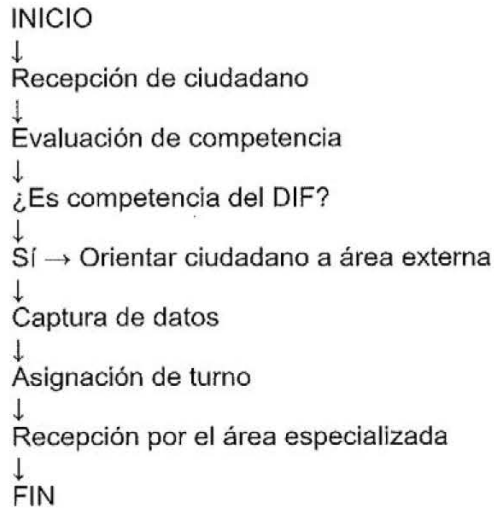 INICIO
↓
Recepción de ciudadano
↓
Evaluación de competencia
↓
¿Es competencia del DIF?
↓
Sí → Orientar ciudadano a área externa
↓
Captura de datos
↓
Asignación de turno
↓
Recepción por el área especializada
↓
FIN